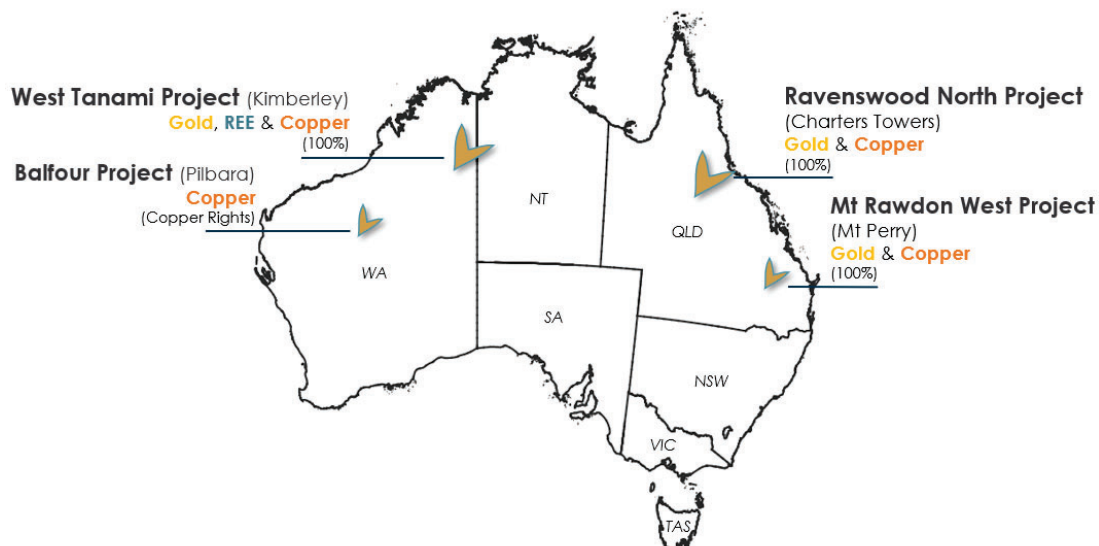 West Tanami Project (Kimberley)
Gold, REE & Copper
(100%)
Balfour Project (Pilbara)
Copper
(Copper Rights)
Ravenswood North Project
(Charters Towers)
Gold & Copper
(100%)
Mt Rawdon West Project
(Mt Perry)
Gold & Copper
(100%)
NT
QLD
WA
SA
NSW
VIC
TAS